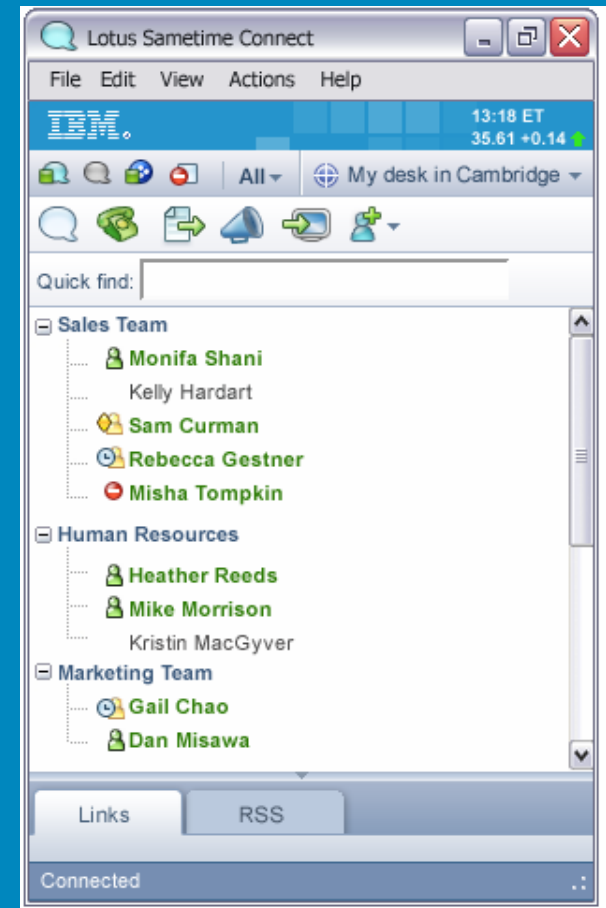 Lotus Sametime Connect
File Edit View Actions Help
IBM.
13:18 ET
35.61 +0.14
All
My desk in Cambridge
Quick find:
Sales Team
Monifa Shani
Kelly Hardart
Sam Curman
Rebecca Gestner
Misha Tompkin
Human Resources
Heather Reeds
Mike Morrison
Kristin MacGyver
Marketing Team
Gail Chao
Dan Misawa
Links RSS
Connected